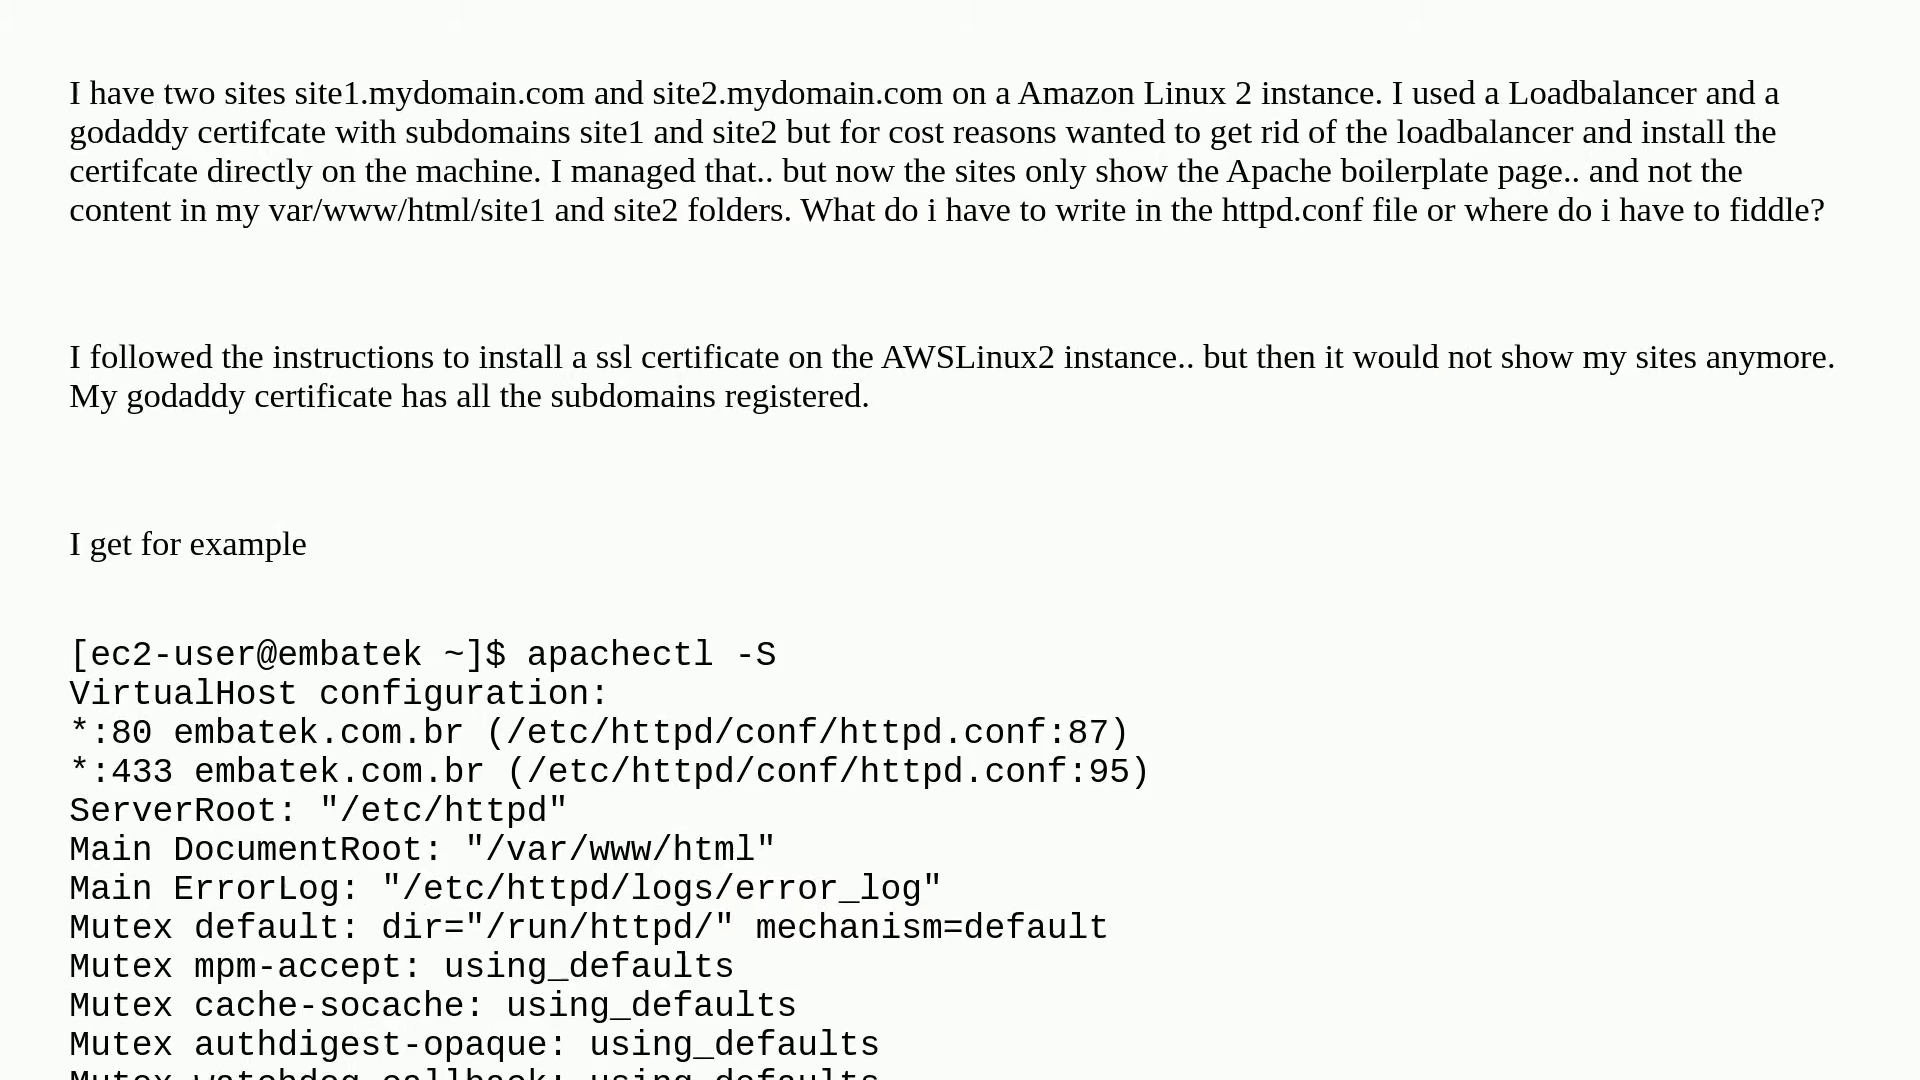 I have two sites site1.mydomain.com and site2.mydomain.com on a Amazon Linux 2 instance. I used a Loadbalancer and a
godaddy certifcate with subdomains site1 and site2 but for cost reasons wanted to get rid of the loadbalancer and install the
certifcate directly on the machine. I managed that.. but now the sites only show the Apache boilerplate page.. and not the
content in my var/www/html/site1 and site2 folders. What do i have to write in the httpd.conf file or where do i have to fiddle?
I followed the instructions to install a ssl certificate on the AWSLinux2 instance.. but then it would not show my sites anymore.
My godaddy certificate has all the subdomains registered.
I get for example
[ec2-user@embatek ~]$ apachectl -S
VirtualHost configuration:
*:80 embatek.com.br (/etc/httpd/conf/httpd.conf:87)
*:433 embatek.com.br (/etc/httpd/conf/httpd.conf:95)
ServerRoot: "/etc/httpd"
Main DocumentRoot: "/var/www/html"
Main ErrorLog: "/etc/httpd/logs/error_log"
Mutex default: dir="/run/httpd/" mechanism=default
Mutex mpm-accept: using_defaults
Mutex cache-socache: using_defaults
Mutex authdigest-opaque: using_defaults
Mutex watchdog-callback: using_defaults